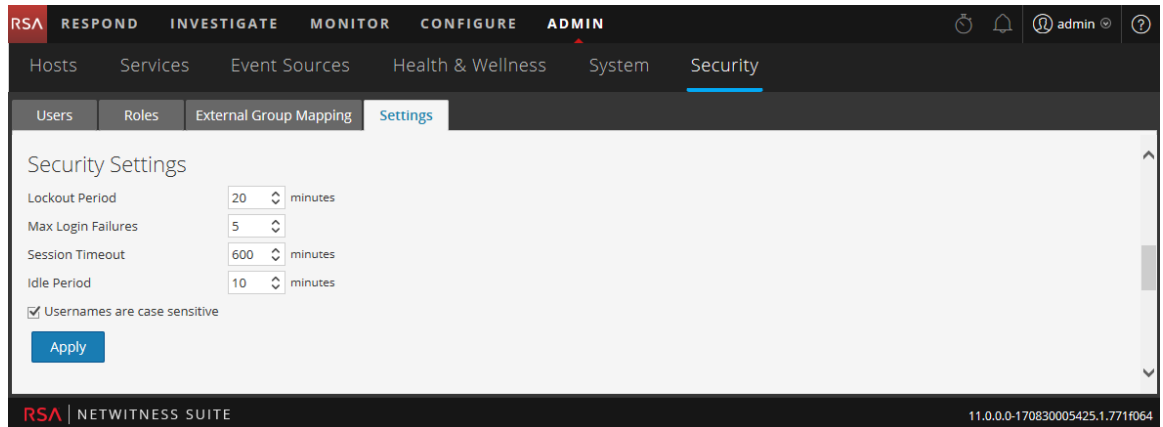 RSA RESPOND INVESTIGATE MONITOR CONFIGURE ADMIN admin ?
Hosts Services Event Sources Health & Wellness System Security
Users Roles External Group Mapping Settings
Security Settings
Lockout Period 20 minutes
Max Login Failures 5
Session Timeout 600 minutes
Idle Period 10 minutes
Usernames are case sensitive
Apply
RSA | NETWITNESS SUITE 11.0.0.0-170830005425.1.771f064